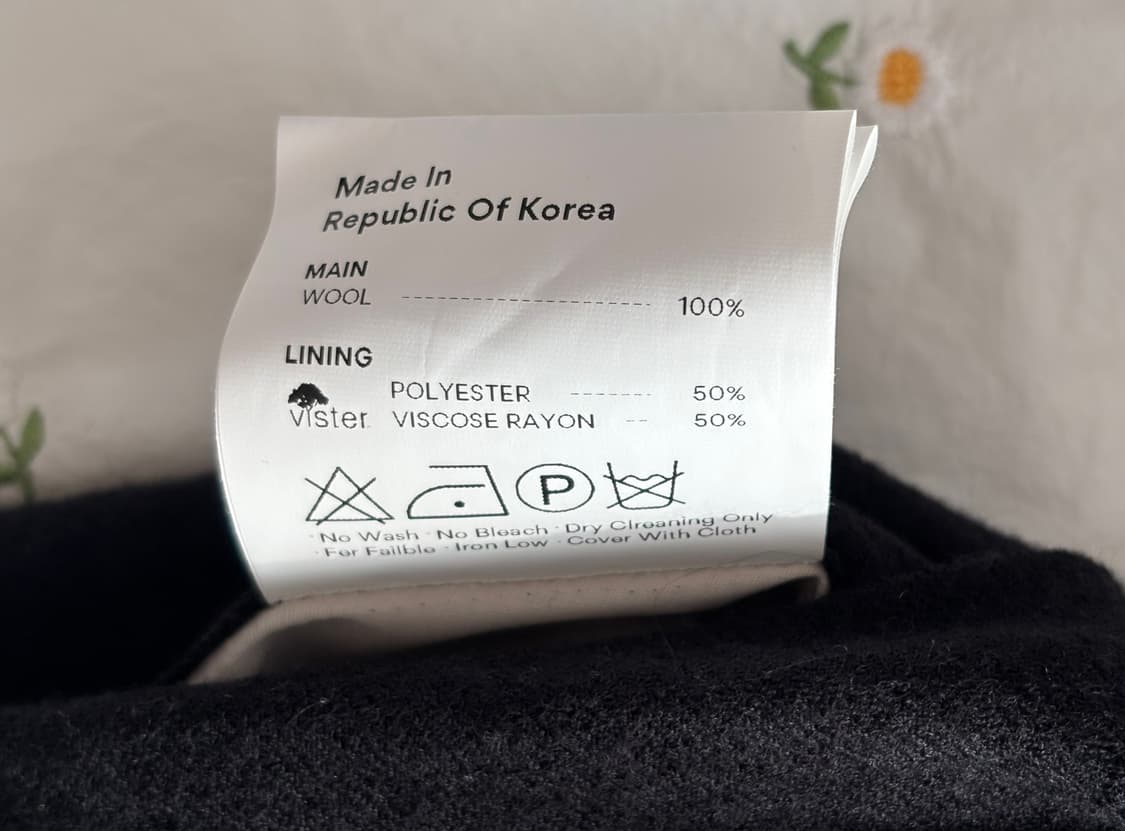 Made In
Republic Of Korea
MAIN
WOOL 100%
LINING
vister
POLYESTER 50%
VISCOSE RAYON 50%
P
· No Wash · No Bleach · Dry Clreaning Only
· For Failble · Iron Low · Cover With Cloth